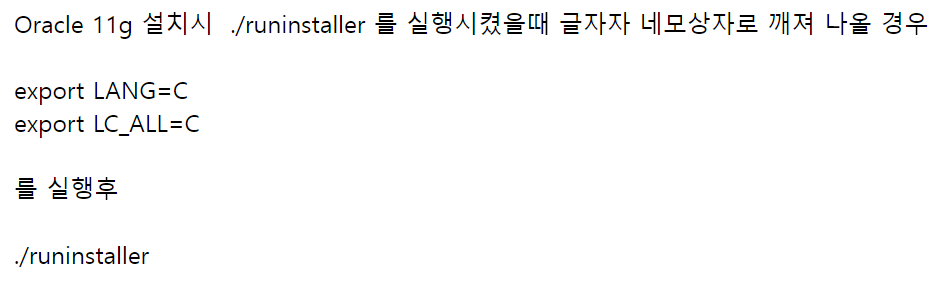 Oracle 11g 설치시  ./runinstaller 를 실행시켰을때 글자자 네모상자로 깨져 나올 경우
export LANG=C
export LC_ALL=C
를 실행후
./runinstaller